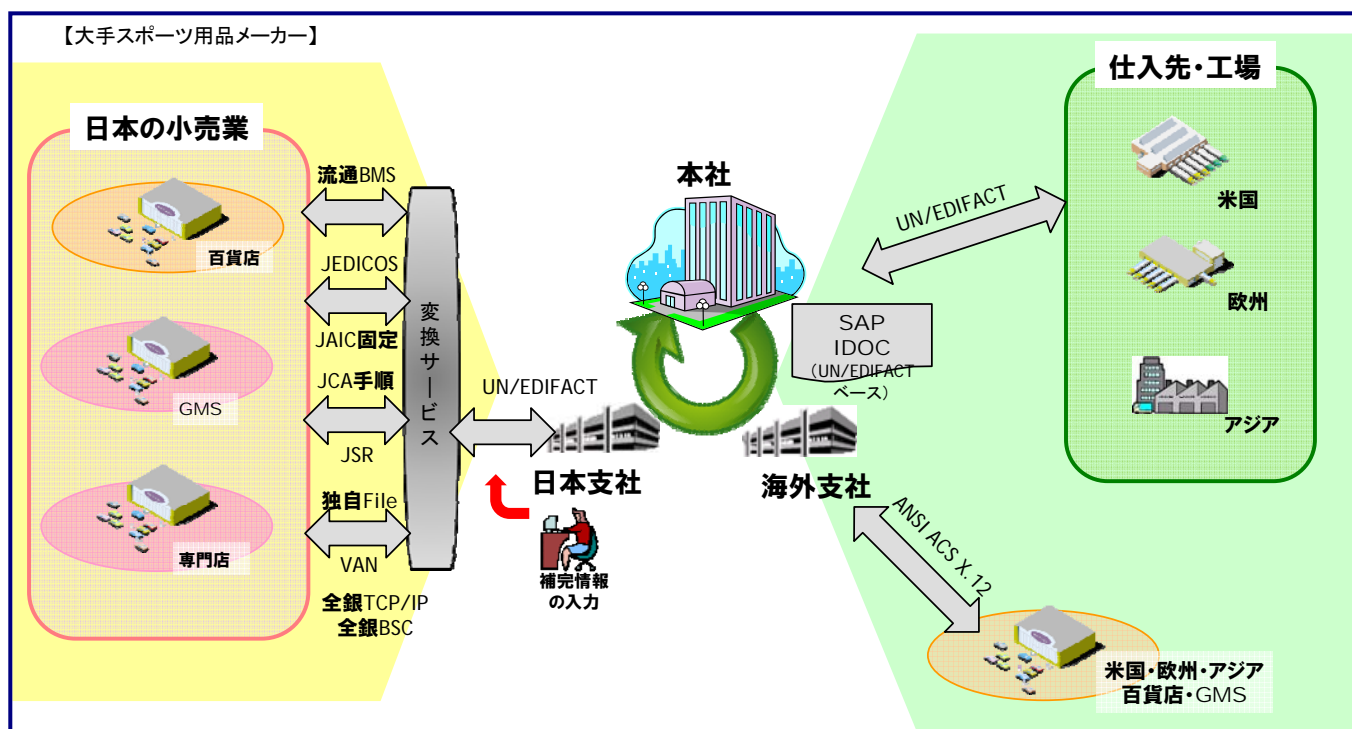 【大手スポーツ用品メーカー】
日本の小売業
百貨店
GMS
専門店
流通BMS
JEDICOS
JAIC固定
JCA手順
JSR
独自File
VAN
全銀TCP/IP
全銀BSC
変換サービス
UN/EDIFACT
日本支社
補完情報
の入力
本社
SAP
IDOC
(UN/EDIFACT
ベース)
海外支社
UN/EDIFACT
ANSI ACS X.12
仕入先・工場
米国
欧州
アジア
米国・欧州・アジア
百貨店・GMS